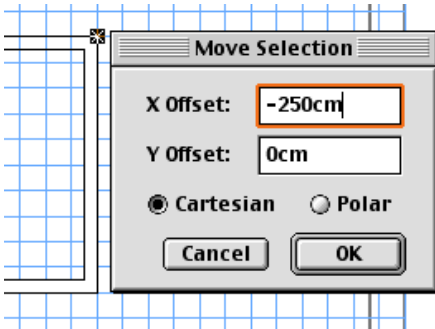 Move Selection
X Offset: -250cm
Y Offset: 0cm
Cartesian Polar
Cancel OK